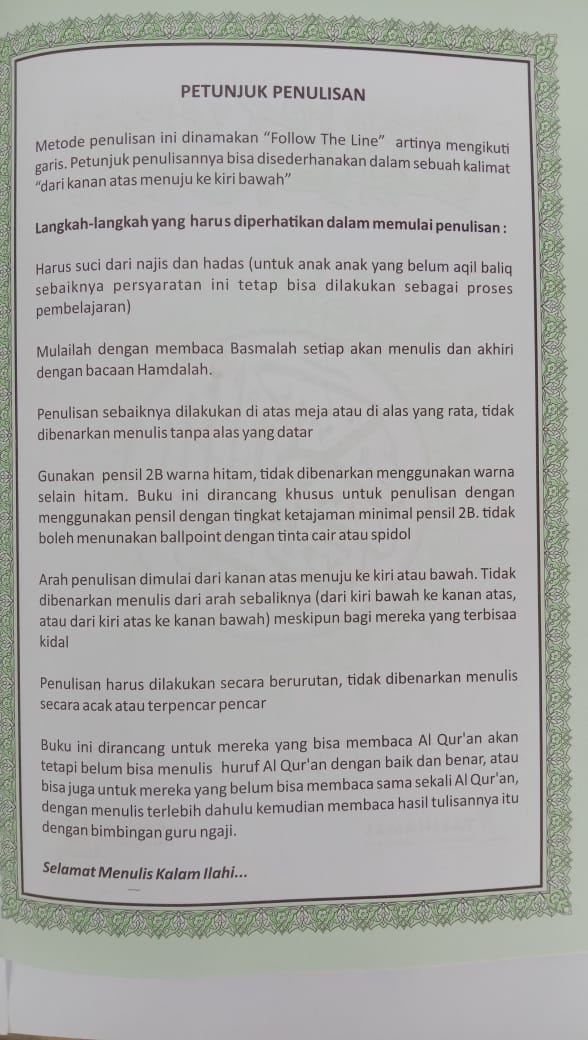 PETUNJUK PENULISAN
Metode penulisan ini dinamakan “Follow The Line” artinya mengikuti
garis. Petunjuk penulisannya bisa disederhanakan dalam sebuah kalimat
“dari kanan atas menuju ke kiri bawah”
Langkah-langkah yang harus diperhatikan dalam memulai penulisan :
Harus suci dari najis dan hadas (untuk anak anak yang belum aqil baliq
sebaiknya persyaratan ini tetap bisa dilakukan sebagai proses
pembelajaran)
Mulailah dengan membaca Basmalah setiap akan menulis dan akhiri
dengan bacaan Hamdalah.
Penulisan sebaiknya dilakukan di atas meja atau di alas yang rata, tidak
dibenarkan menulis tanpa alas yang datar
Gunakan pensil 2B warna hitam, tidak dibenarkan menggunakan warna
selain hitam. Buku ini dirancang khusus untuk penulisan dengan
menggunakan pensil dengan tingkat ketajaman minimal pensil 2B. tidak
boleh menunakan ballpoint dengan tinta cair atau spidol
Arah penulisan dimulai dari kanan atas menuju ke kiri atau bawah. Tidak
dibenarkan menulis dari arah sebaliknya (dari kiri bawah ke kanan atas,
atau dari kiri atas ke kanan bawah) meskipun bagi mereka yang terbisaa
kidal
Penulisan harus dilakukan secara berurutan, tidak dibenarkan menulis
secara acak atau terpencar pencar
Buku ini dirancang untuk mereka yang bisa membaca Al Qur'an akan
tetapi belum bisa menulis huruf Al Qur'an dengan baik dan benar, atau
bisa juga untuk mereka yang belum bisa membaca sama sekali Al Qur'an,
dengan menulis terlebih dahulu kemudian membaca hasil tulisannya itu
dengan bimbingan guru ngaji.
Selamat Menulis Kalam Ilahi...